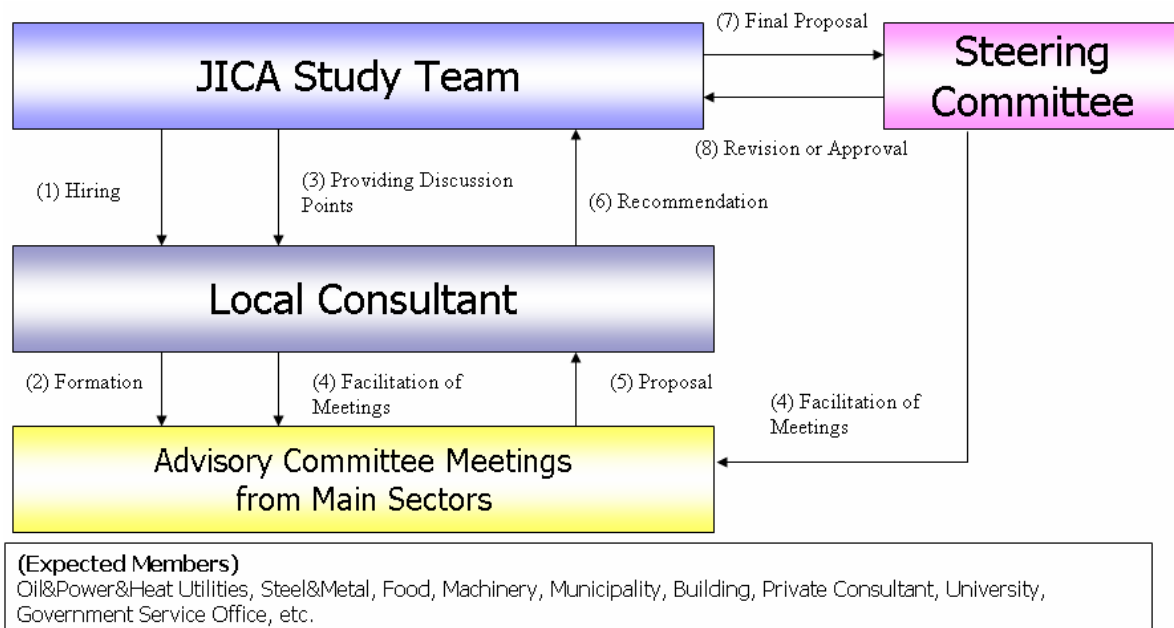 (7) Final Proposal
JICA Study Team
Steering
Committee
(8) Revision or Approval
(1) Hiring
(3) Providing Discussion
Points
(6) Recommendation
Local Consultant
(2) Formation
(4) Facilitation of
Meetings
(5) Proposal
(4) Facilitation of
Meetings
Advisory Committee Meetings
from Main Sectors
(Expected Members)
Oil&Power&Heat Utilities, Steel&Metal, Food, Machinery, Municipality, Building, Private Consultant, University,
Government Service Office, etc.